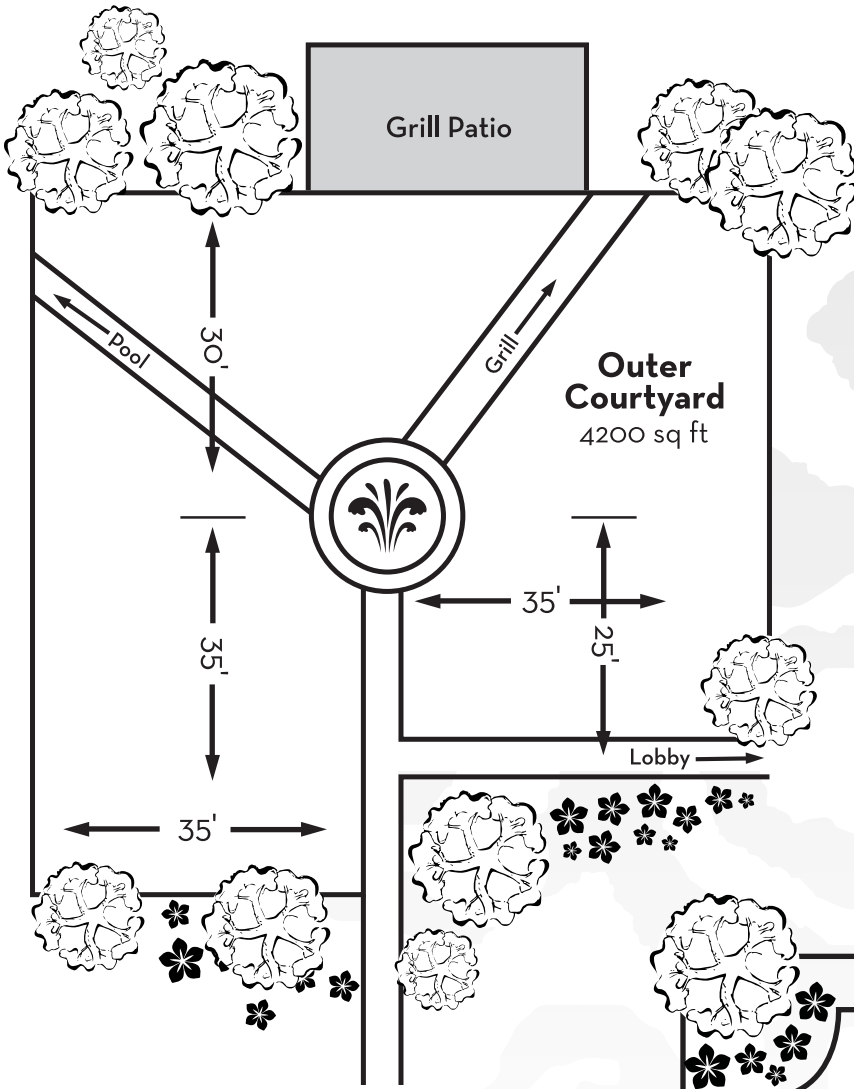 Grill Patio
30'
Pool
Grill
Outer
Courtyard
4200 sq ft
35'
25'
35'
Lobby
35'